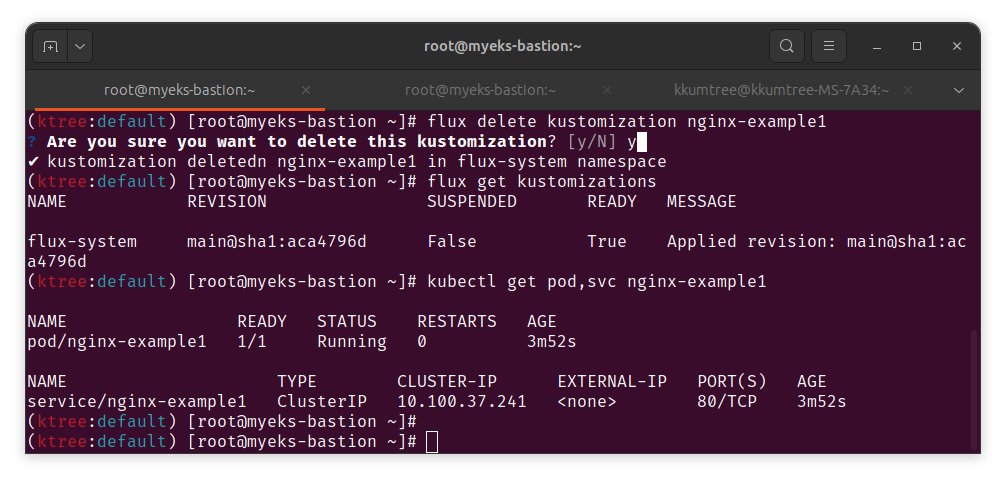 root@myeks-bastion:~
root@myeks-bastion:~ root@myeks-bastion:~ kkumtree@kkumtree-MS-7A34:~
(ktree:default) [root@myeks-bastion ~]# flux delete kustomization nginx-example1
? Are you sure you want to delete this kustomization? [y/N] y
✔ kustomization deletedn nginx-example1 in flux-system namespace
(ktree:default) [root@myeks-bastion ~]# flux get kustomizations
NAME REVISION SUSPENDED READY MESSAGE
flux-system main@sha1:aca4796d False True Applied revision: main@sha1:ac
a4796d
(ktree:default) [root@myeks-bastion ~]# kubectl get pod,svc nginx-example1
NAME READY STATUS RESTARTS AGE
pod/nginx-example1 1/1 Running 0 3m52s
NAME TYPE CLUSTER-IP EXTERNAL-IP PORT(S) AGE
service/nginx-example1 ClusterIP 10.100.37.241 <none> 80/TCP 3m52s
(ktree:default) [root@myeks-bastion ~]#
(ktree:default) [root@myeks-bastion ~]#